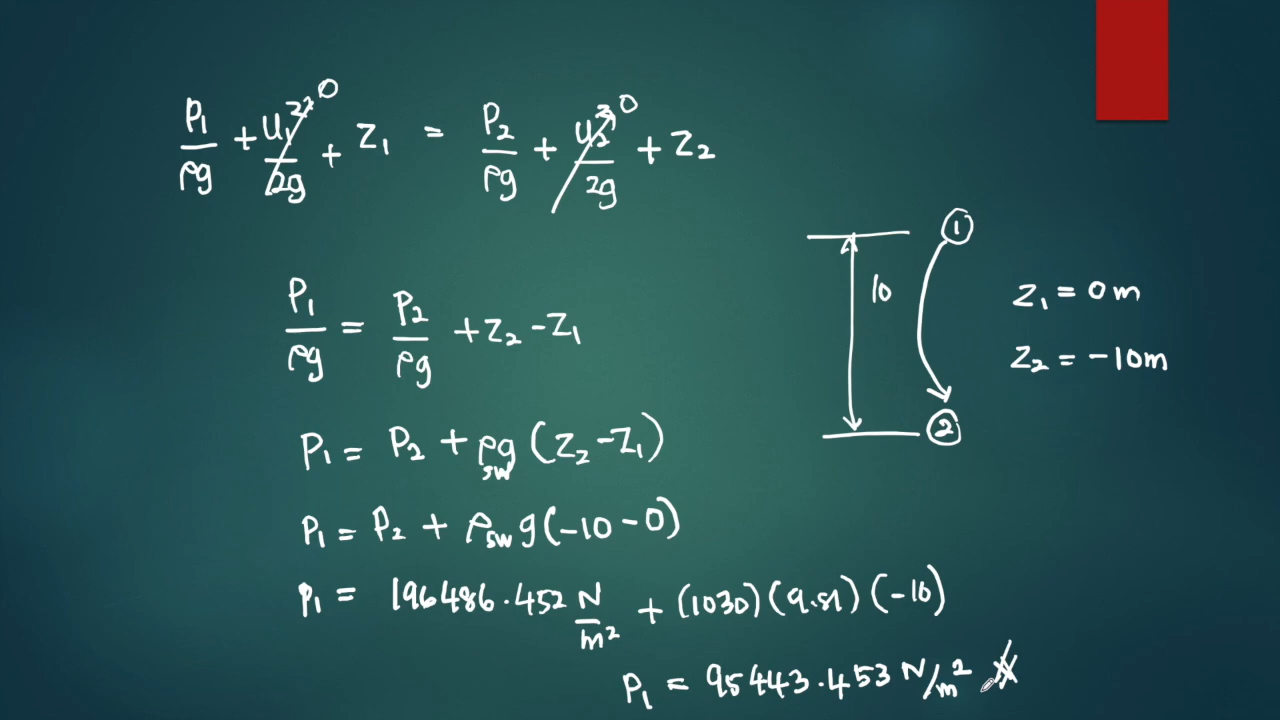 P₁/ρg + u₁²/2g 0 + Z₁ = P₂/ρg + u₂²/2g 0 + Z₂
1
10
Z₁ = 0 m
P₁/ρg = P₂/ρg + Z₂ - Z₁
Z₂ = -10m
2
P₁ = P₂ + ρsw g (Z₂ - Z₁)
P₁ = P₂ + ρsw g (-10 - 0)
P₁ = 196486.452 N/m² + (1030)(9.81)(-10)
P₁ = 95443.453 N/m²